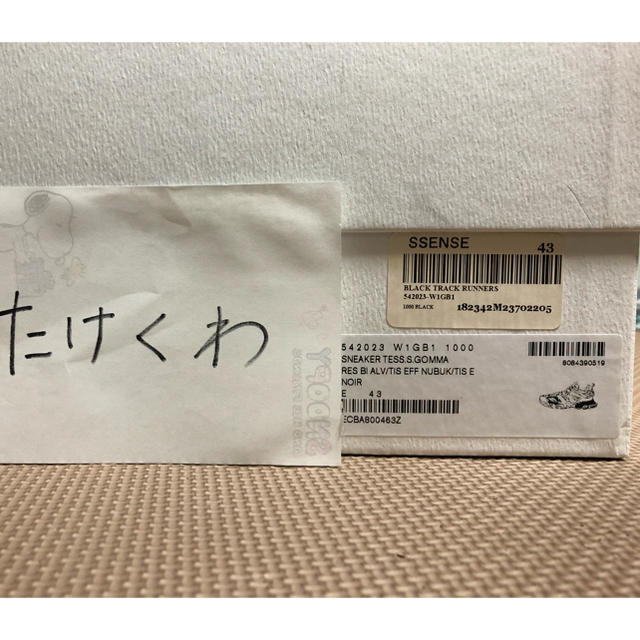 SSENSE 43
BLACK TRACK RUNNERS
542023-W1GB1
1000 BLACK 182342M23702205
たけくわ
542023 W1GB1 1000
SNEAKER TESS.S.GOMMA
RES BI ALV/TIS EFF NUBUK/TIS E
NOIR
E 43
ECBA800463Z
8084390519